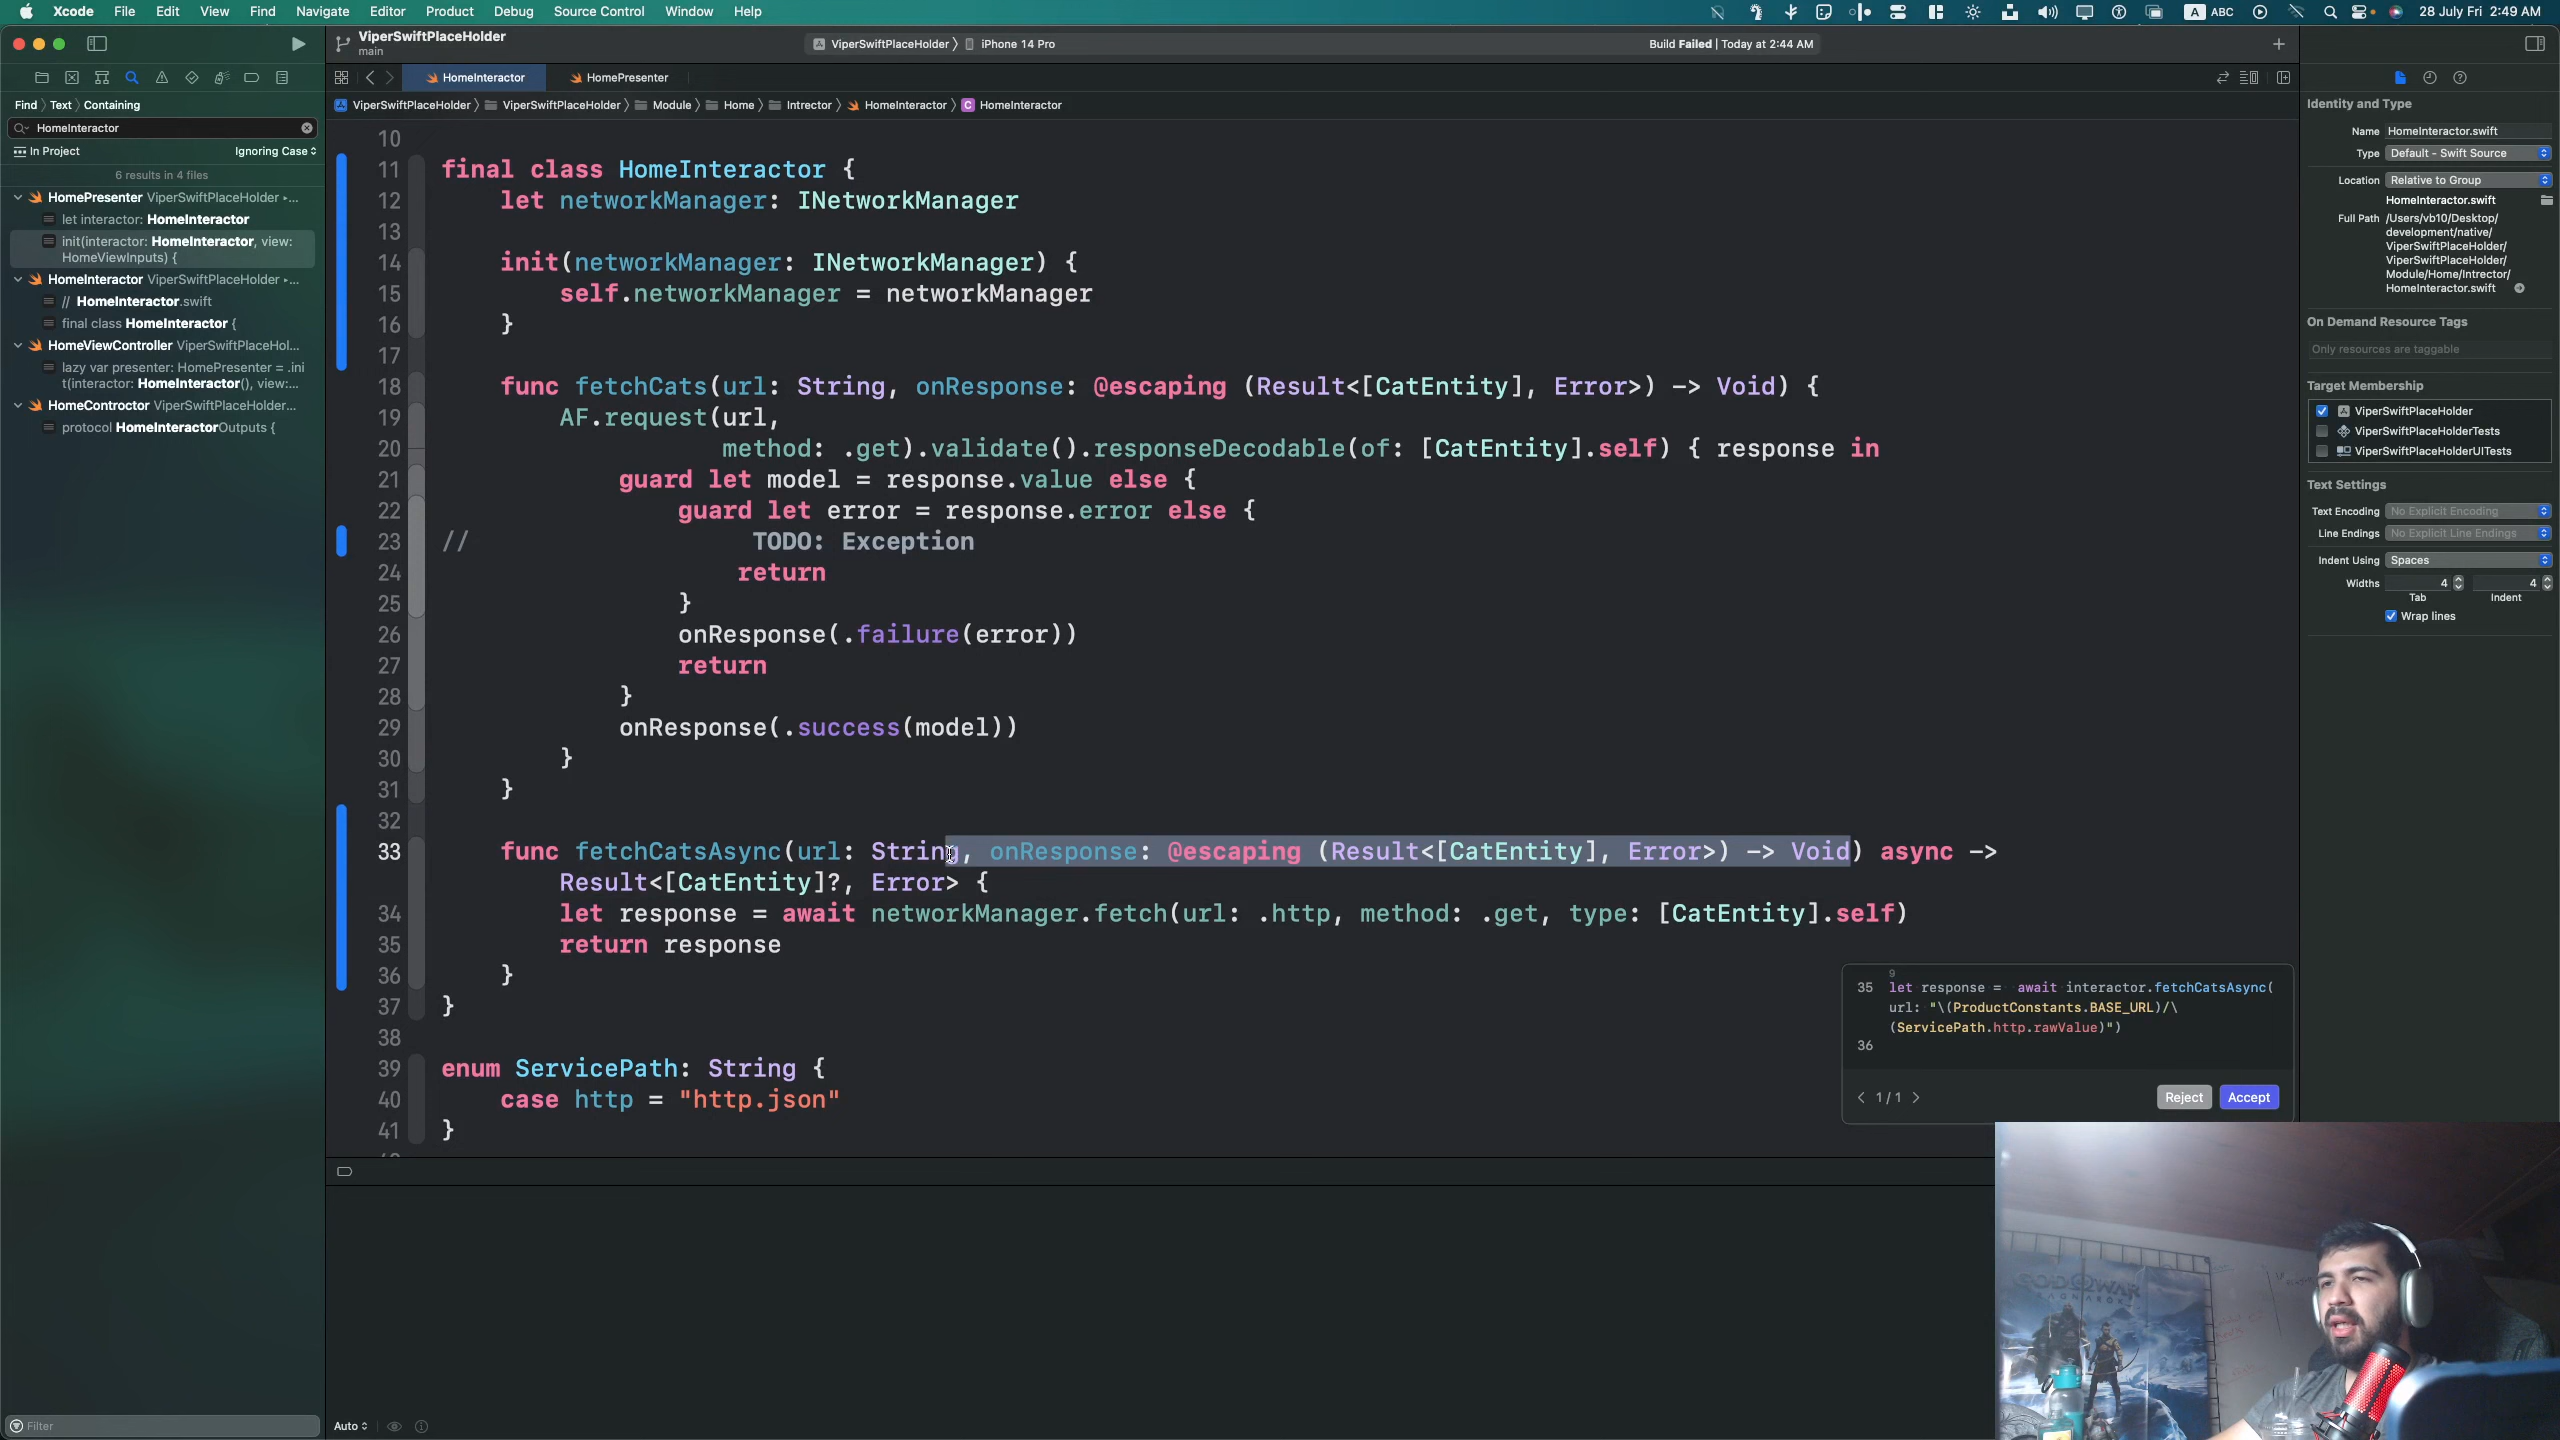 Xcode File Edit View Find Navigate Editor Product Debug Source Control Window Help
A ABC 28 July Fri 2:49 AM
ViperSwiftPlaceHolder
main
ViperSwiftPlaceHolder 〉 iPhone 14 Pro
Build Failed | Today at 2:44 AM
HomeInteractor HomePresenter
Find 〉 Text 〉 Containing
HomeInteractor
In Project Ignoring Case
6 results in 4 files
HomePresenter ViperSwiftPlaceHolder ▸...
let interactor: HomeInteractor
init(interactor: HomeInteractor, view:
HomeViewInputs) {
HomeInteractor ViperSwiftPlaceHolder ▸...
// HomeInteractor.swift
final class HomeInteractor {
HomeViewController ViperSwiftPlaceHol...
lazy var presenter: HomePresenter = .ini
t(interactor: HomeInteractor(), view:...
HomeControctor ViperSwiftPlaceHolder...
protocol HomeInteractorOutputs {
Filter
ViperSwiftPlaceHolder 〉 ViperSwiftPlaceHolder 〉 Module 〉 Home 〉 Intrector 〉 HomeInteractor 〉 C HomeInteractor
10
11 final class HomeInteractor {
12 let networkManager: INetworkManager
13
14 init(networkManager: INetworkManager) {
15 self.networkManager = networkManager
16 }
17
18 func fetchCats(url: String, onResponse: @escaping (Result<[CatEntity], Error>) -> Void) {
19 AF.request(url,
20 method: .get).validate().responseDecodable(of: [CatEntity].self) { response in
21 guard let model = response.value else {
22 guard let error = response.error else {
23 // TODO: Exception
24 return
25 }
26 onResponse(.failure(error))
27 return
28 }
29 onResponse(.success(model))
30 }
31 }
32
33 func fetchCatsAsync(url: String, onResponse: @escaping (Result<[CatEntity], Error>) -> Void) async ->
Result<[CatEntity]?, Error> {
34 let response = await networkManager.fetch(url: .http, method: .get, type: [CatEntity].self)
35 return response
36 }
37 }
38
39 enum ServicePath: String {
40 case http = "http.json"
41 }
9
35 let response = await interactor.fetchCatsAsync(
url: "\(ProductConstants.BASE_URL)/\
(ServicePath.http.rawValue)")
36
1 / 1 Reject Accept
Auto
Identity and Type
Name HomeInteractor.swift
Type Default - Swift Source
Location Relative to Group
HomeInteractor.swift
Full Path /Users/vb10/Desktop/
development/native/
ViperSwiftPlaceHolder/
ViperSwiftPlaceHolder/
Module/Home/Intrector/
HomeInteractor.swift
On Demand Resource Tags
Only resources are taggable
Target Membership
ViperSwiftPlaceHolder
ViperSwiftPlaceHolderTests
ViperSwiftPlaceHolderUITests
Text Settings
Text Encoding No Explicit Encoding
Line Endings No Explicit Line Endings
Indent Using Spaces
Widths 4 4
Tab Indent
Wrap lines
GOD OF WAR
RAGNARÖK